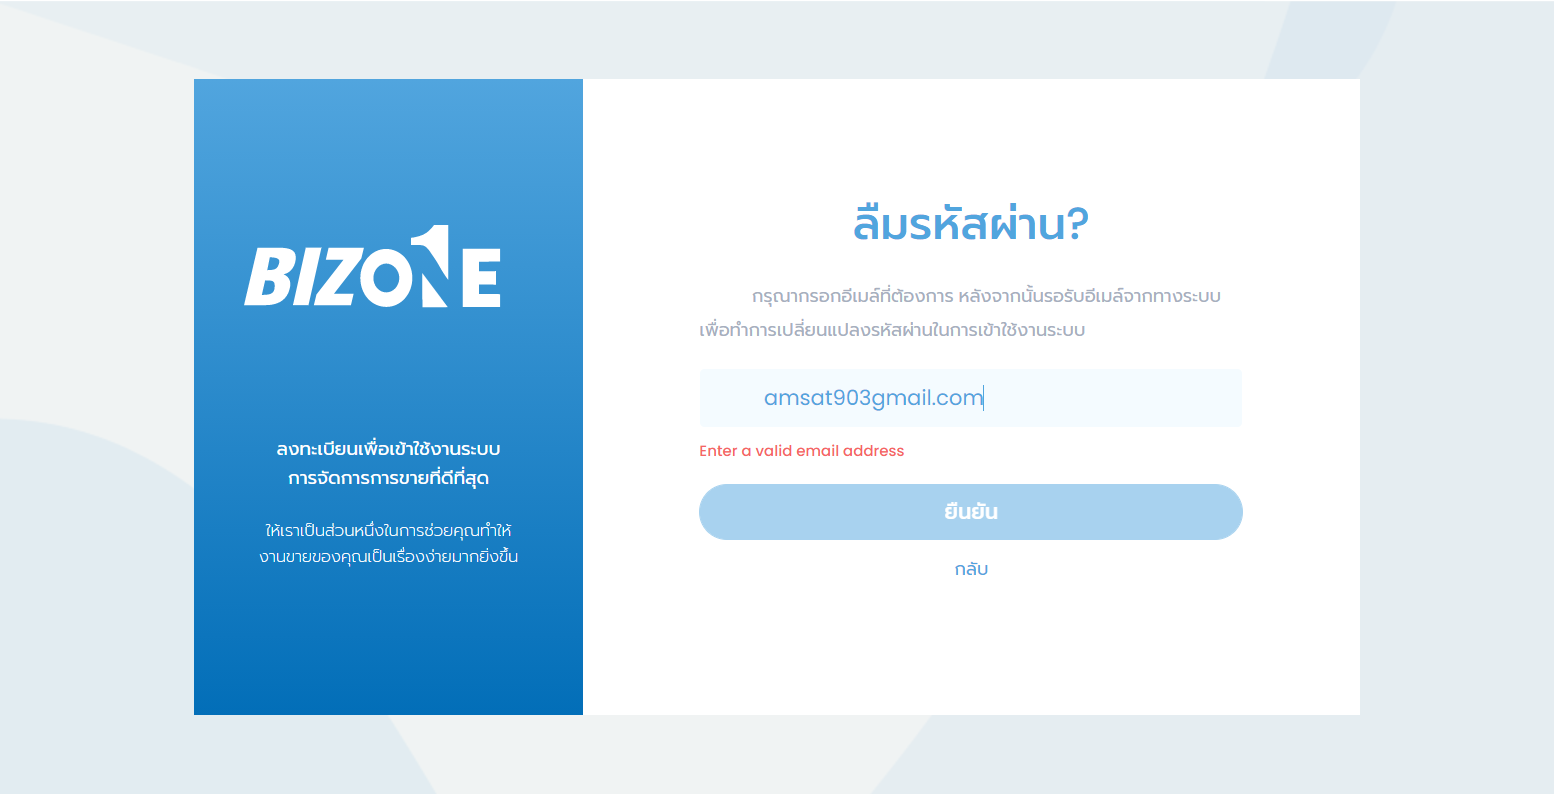 BIZONE
ลงทะเบียนเพื่อเข้าใช้งานระบบ
การจัดการการขายที่ดีที่สุด
ให้เราเป็นส่วนหนึ่งในการช่วยคุณทำให้
งานขายของคุณเป็นเรื่องง่ายมากยิ่งขึ้น
ลืมรหัสผ่าน?
กรุณากรอกอีเมล์ที่ต้องการ หลังจากนั้นรอรับอีเมล์จากทางระบบ
เพื่อทำการเปลี่ยนแปลงรหัสผ่านในการเข้าใช้งานระบบ
amsat903gmail.com
Enter a valid email address
ยืนยัน
กลับ